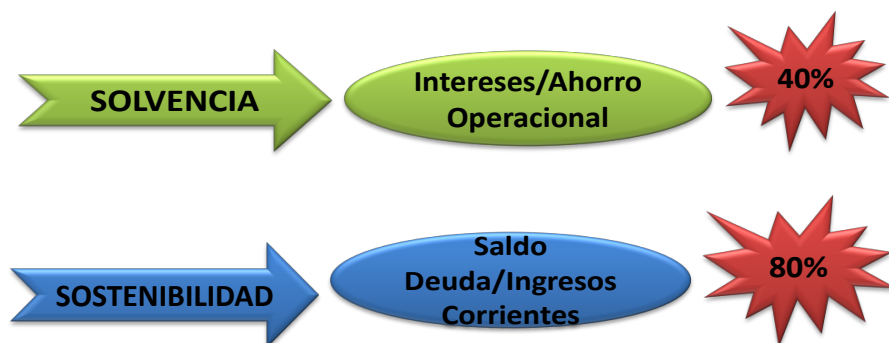 SOLVENCIA
Intereses/Ahorro
Operacional
40%
SOSTENIBILIDAD
Saldo
Deuda/Ingresos
Corrientes
80%